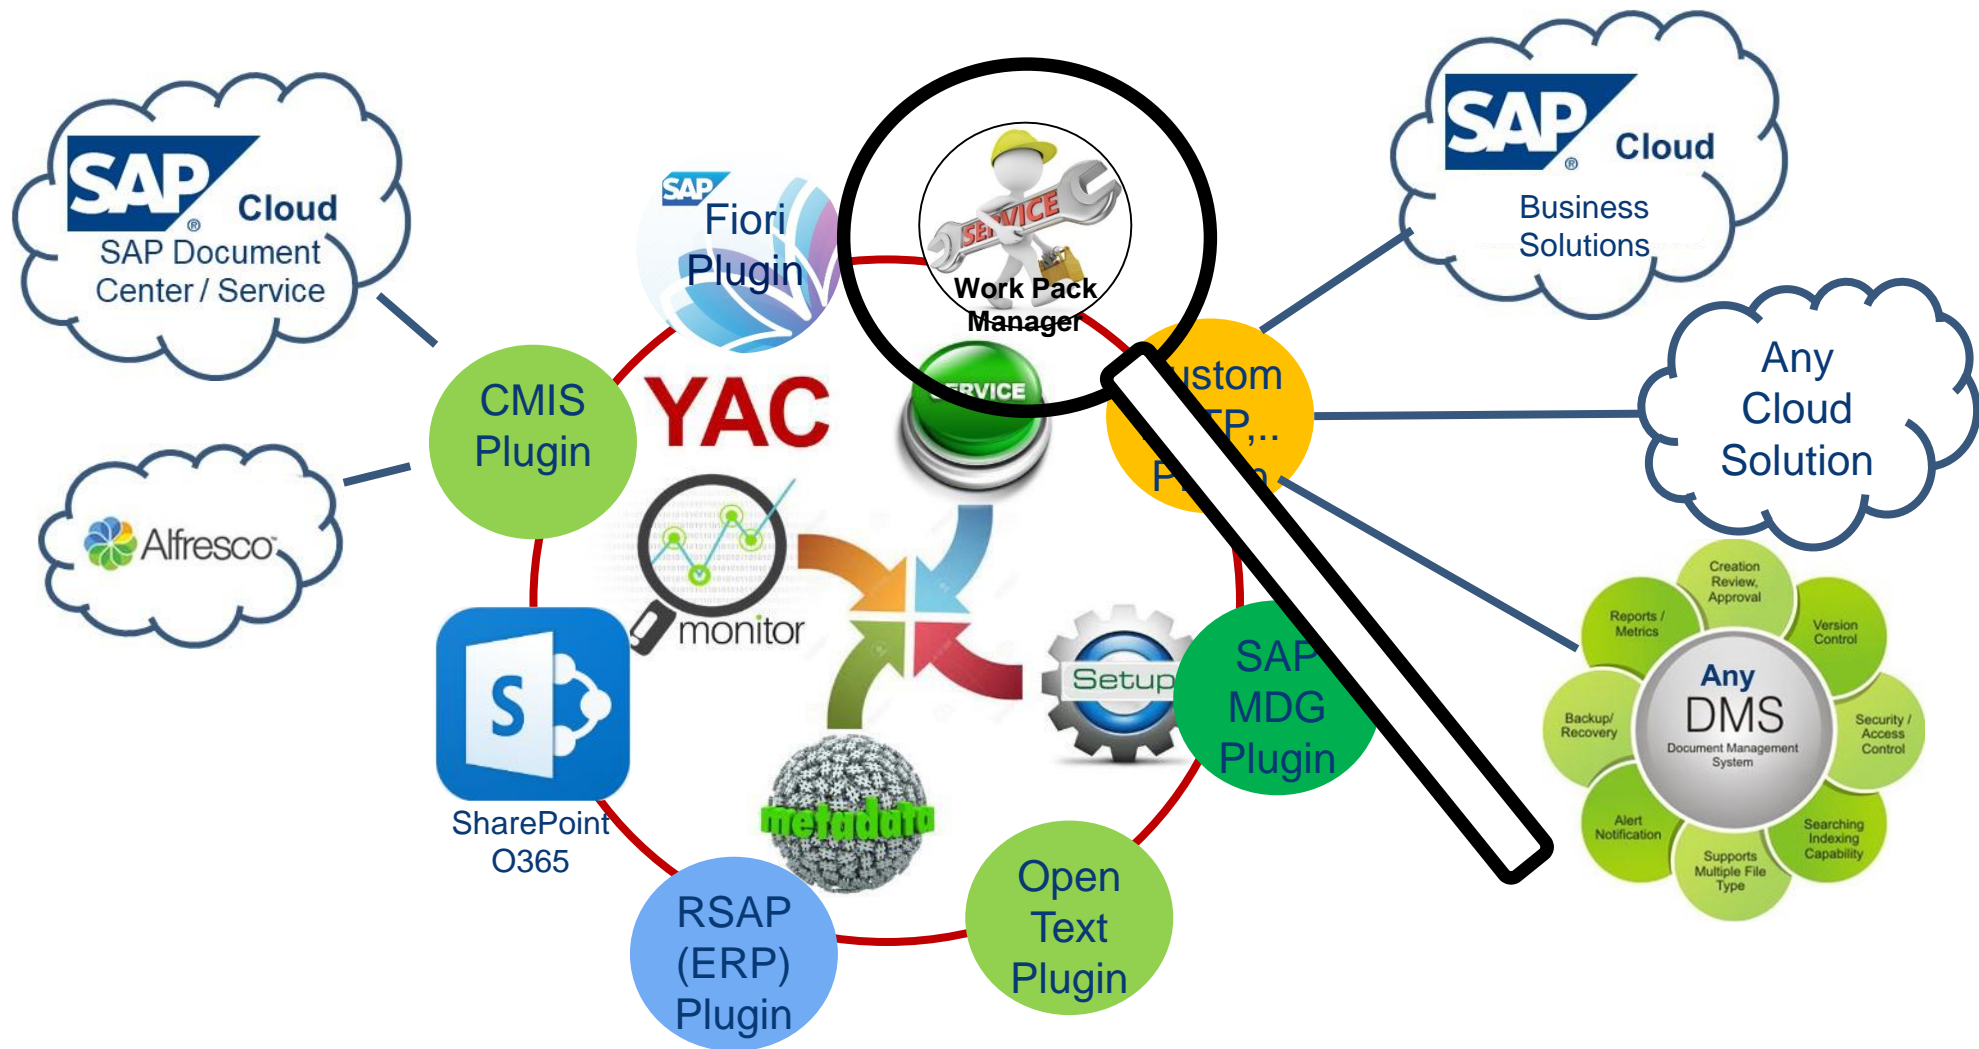 SAP
®
Cloud
SAP Document
Center / Service
Alfresco
CMIS
Plugin
SAP
Fiori
Plugin
SERVICE
Work Pack
Manager
YAC
monitor
Setup
metadata
SharePoint
O365
RSAP
(ERP)
Plugin
Open
Text
Plugin
SAP
MDG
Plugin
ustom
P,..
SAP
®
Cloud
Business
Solutions
Any
Cloud
Solution
Creation
Review,
Approval
Reports /
Metrics
Version
Control
Any
DMS
Document Management
System
Backup/
Recovery
Security /
Access
Control
Alert
Notification
Searching
Indexing
Capability
Supports
Multiple File
Type